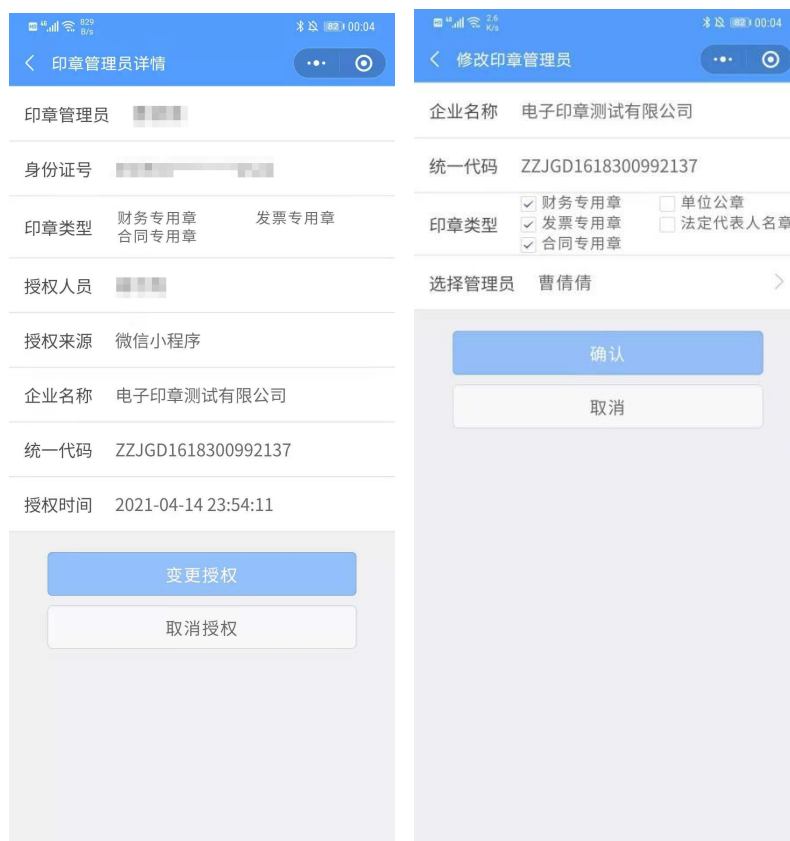 829
B/s
82
00:04
印章管理员详情
印章管理员
身份证号
印章类型
财务专用章 发票专用章
合同专用章
授权人员
授权来源 微信小程序
企业名称 电子印章测试有限公司
统一代码 ZZJGD1618300992137
授权时间 2021-04-14 23:54:11
变更授权
取消授权
2.6
K/s
82
00:04
修改印章管理员
企业名称 电子印章测试有限公司
统一代码 ZZJGD1618300992137
印章类型
财务专用章 单位公章
发票专用章 法定代表人名章
合同专用章
选择管理员 曹倩倩
确认
取消